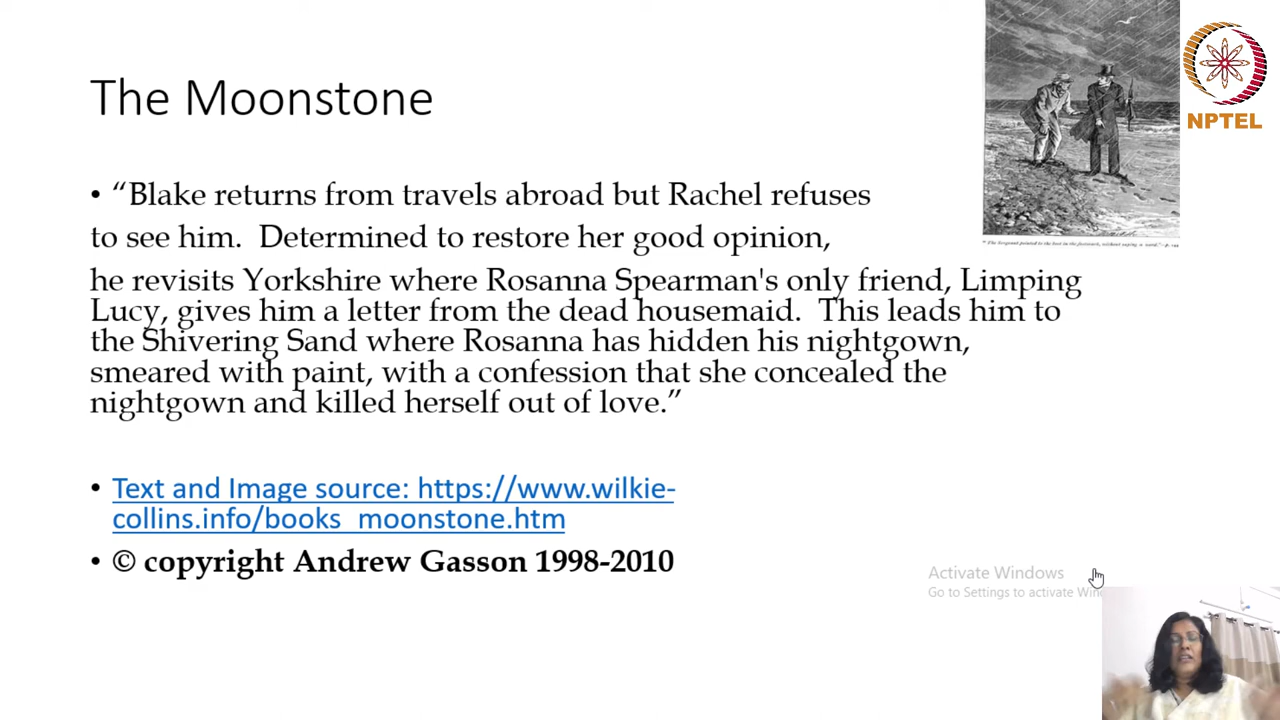 The Moonstone
NPTEL
• “Blake returns from travels abroad but Rachel refuses
to see him.  Determined to restore her good opinion,
he revisits Yorkshire where Rosanna Spearman's only friend, Limping
Lucy, gives him a letter from the dead housemaid.  This leads him to
the Shivering Sand where Rosanna has hidden his nightgown,
smeared with paint, with a confession that she concealed the
nightgown and killed herself out of love.”
• Text and Image source: https://www.wilkie-
collins.info/books_moonstone.htm
• © copyright Andrew Gasson 1998-2010
Activate Windows
Go to Settings to activate Win